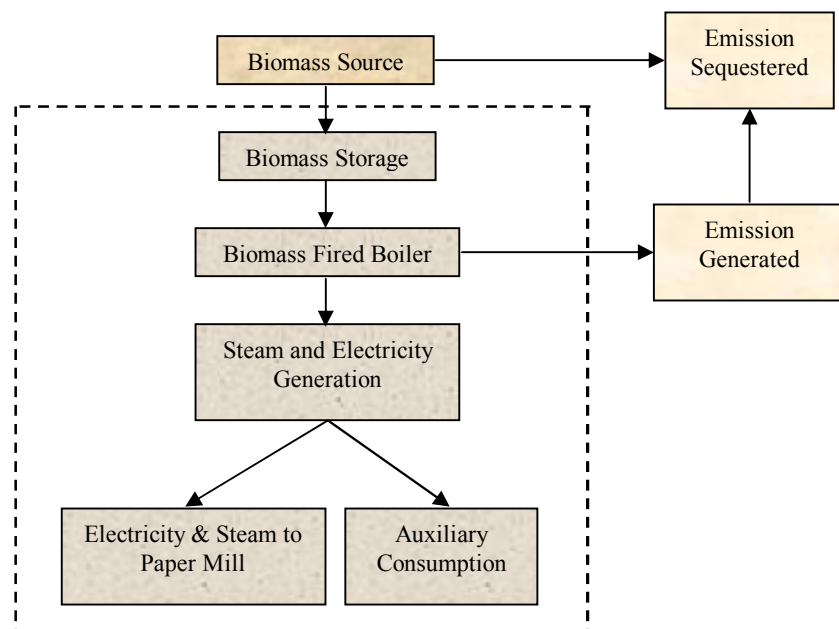 Biomass Source
Emission
Sequestered
Biomass Storage
Biomass Fired Boiler
Emission
Generated
Steam and Electricity
Generation
Electricity & Steam to
Paper Mill
Auxiliary
Consumption